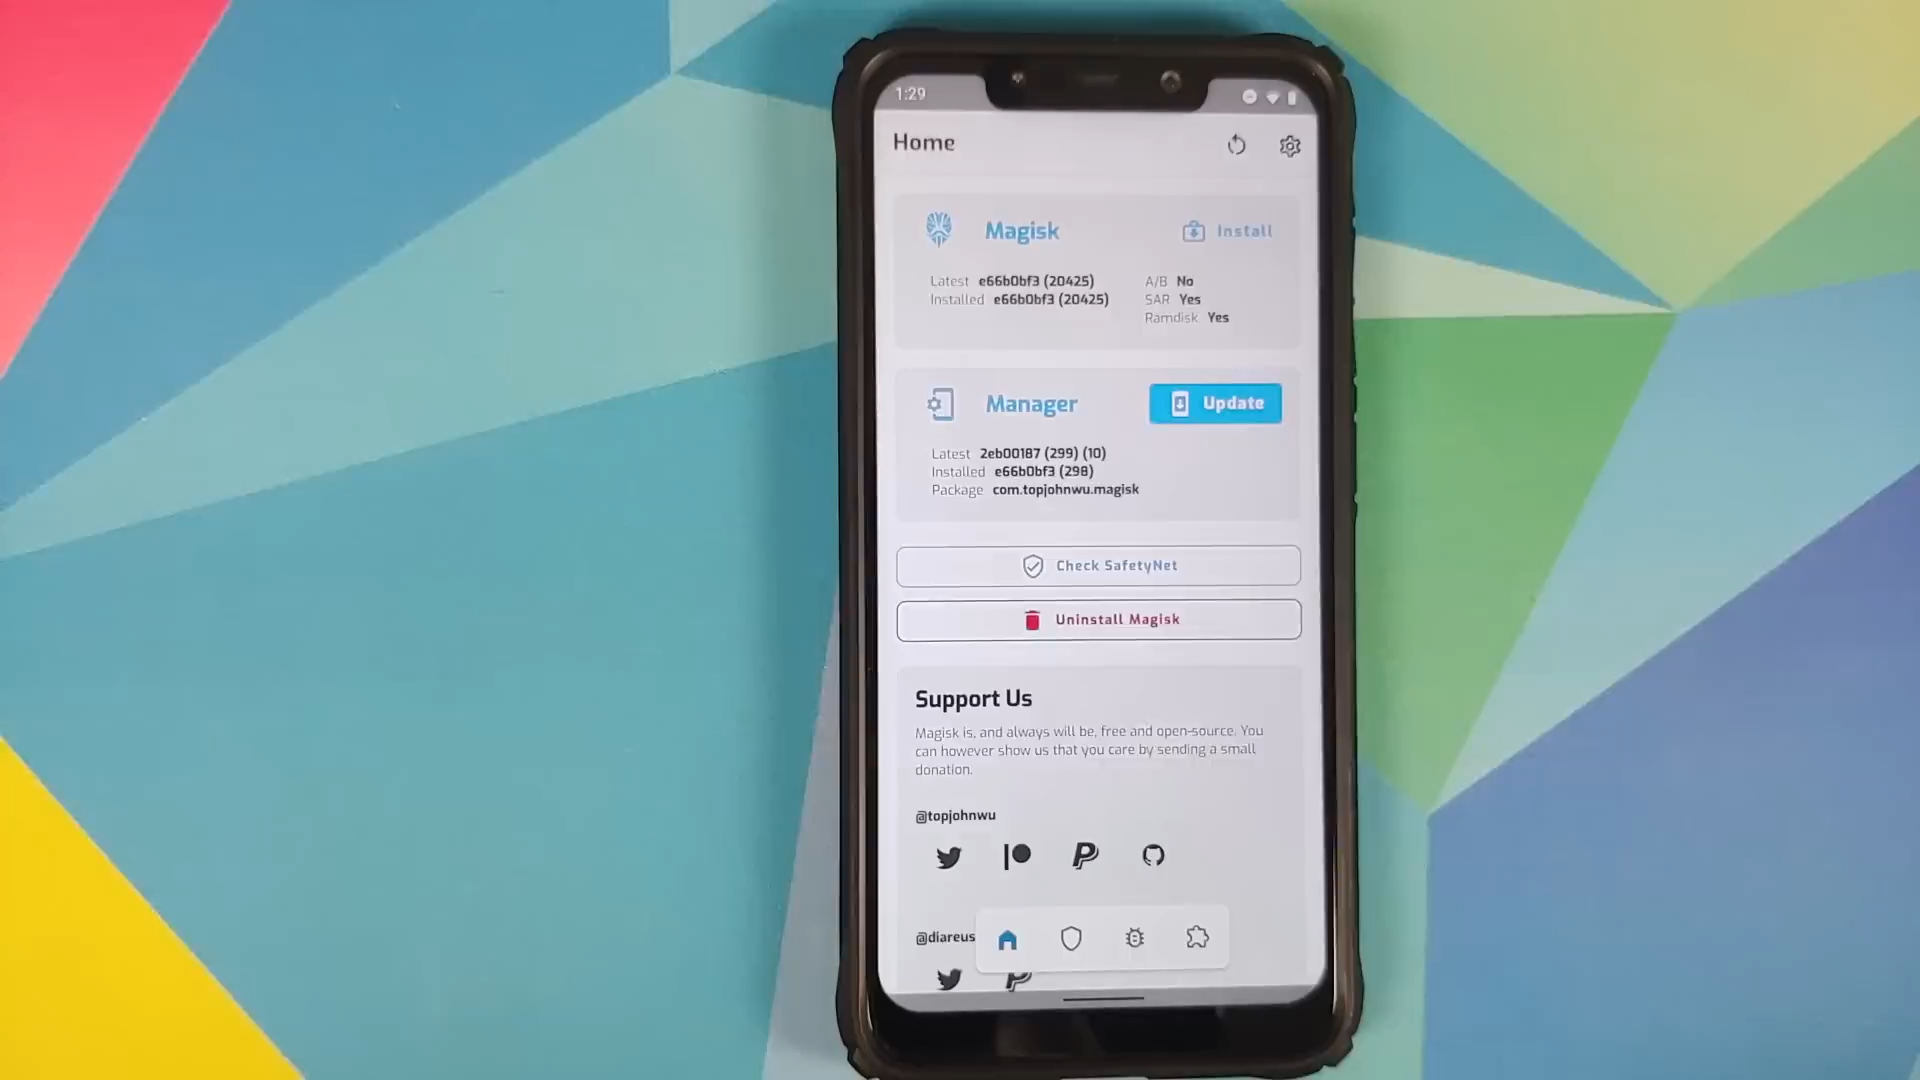 1:29
Home
Magisk
Install
Latest e66b0bf3 (20425)
Installed e66b0bf3 (20425)
A/B No
SAR Yes
Ramdisk Yes
Manager
Update
Latest 2eb00187 (299) (10)
Installed e66b0bf3 (298)
Package com.topjohnwu.magisk
Check SafetyNet
Uninstall Magisk
Support Us
Magisk is, and always will be, free and open-source. You
can however show us that you care by sending a small
donation.
@topjohnwu
@diareus